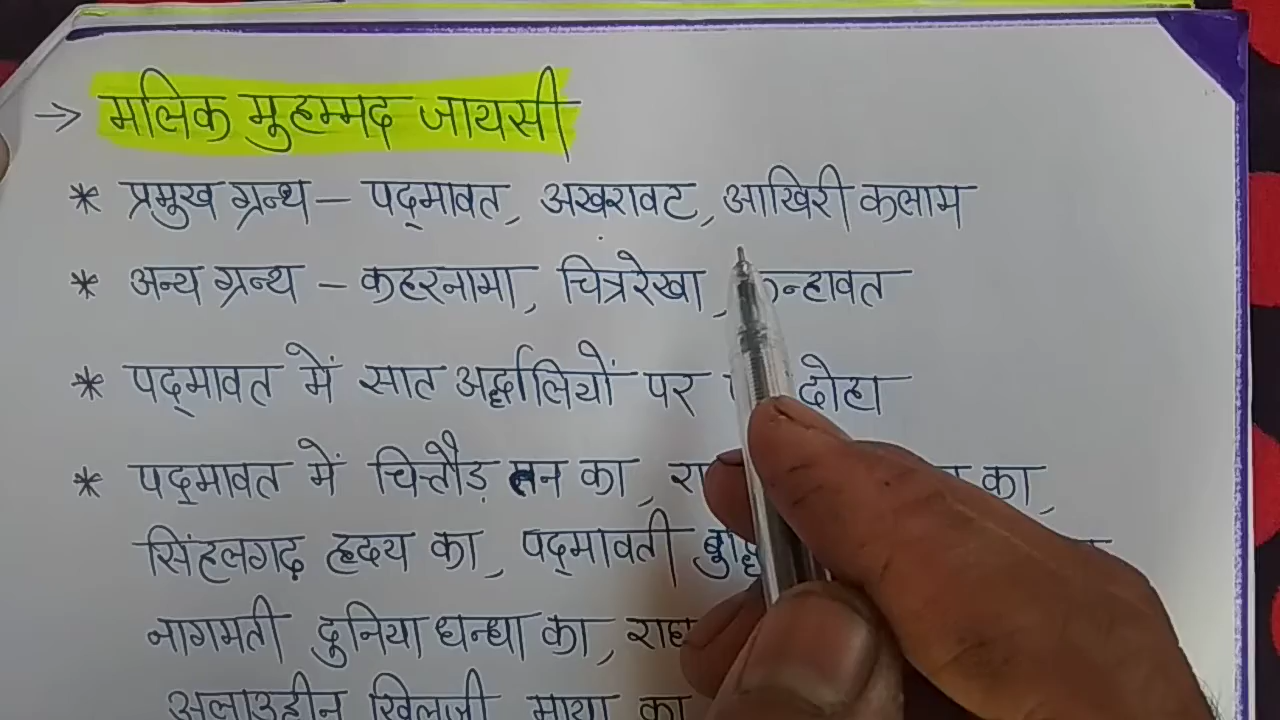 → मलिक मुहम्मद जायसी
* प्रमुख ग्रन्थ – पद्मावत, अखरावट, आखिरी कलाम
* अन्य ग्रन्थ – कहरनामा, चित्ररेखा, कन्हावत
* पद्मावत में सात अर्द्धालियों पर दोहा
* पद्मावत में चित्तौड़ तन का, का,
सिंहलगढ़ हृदय का, पद्मावती
नागमती दुनिया धन्धा का,
अलाउद्दीन खिलजी माया का